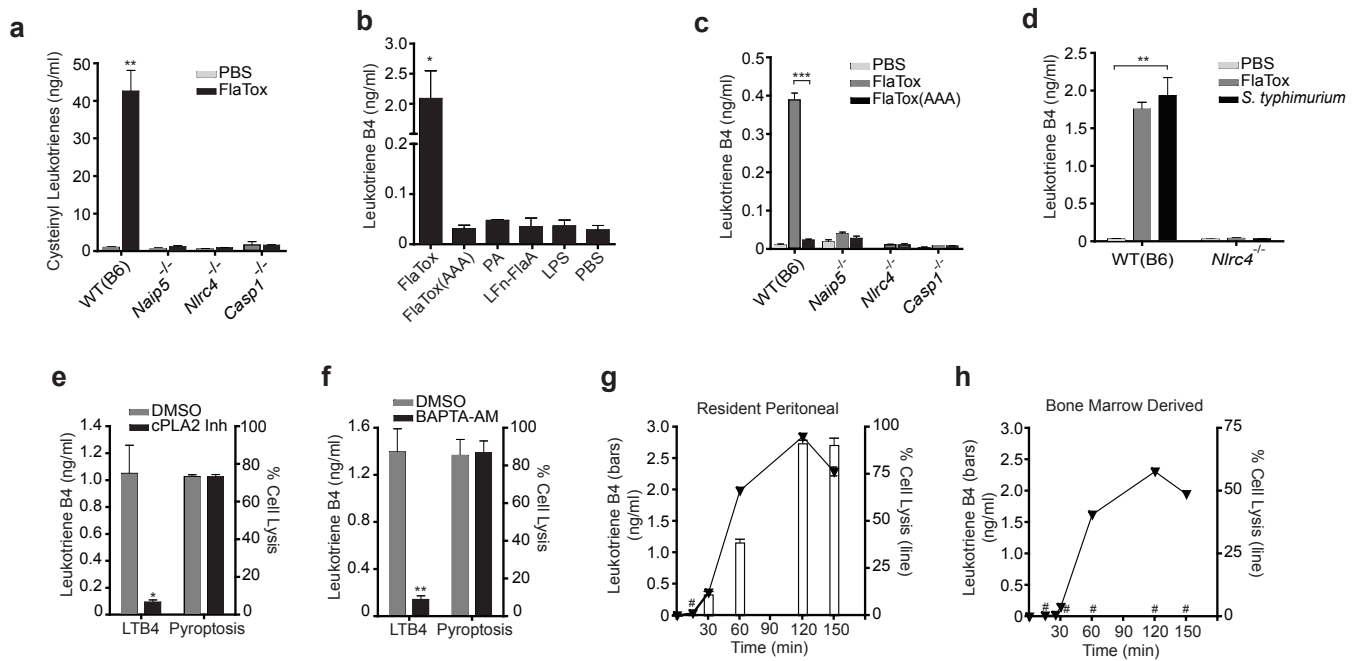 a
Cysteinyl Leukotrienes (ng/ml)
50
40
30
20
10
0
**
PBS
FlaTox
WT(B6)
Naip5-/-
Nlrc4-/-
Casp1-/-
b
Leukotriene B4 (ng/ml)
3.0
2.5
2.0
1.5
1.0
0.1
0.05
0
*
FlaTox
FlaTox(AAA)
PA
LFn-FlaA
LPS
PBS
c
Leukotriene B4 (ng/ml)
0.5
0.4
0.3
0.2
0.1
0
***
PBS
FlaTox
FlaTox(AAA)
WT(B6)
Naip5-/-
Nlrc4-/-
Casp1-/-
d
Leukotriene B4 (ng/ml)
2.5
2.0
1.5
1.0
0.5
0
**
PBS
FlaTox
S. typhimurium
WT(B6)
Nlrc4-/-
e
DMSO
cPLA2 Inh
Leukotriene B4 (ng/ml)
1.4
1.2
1.0
0.8
0.6
0.4
0.2
0
*
LTB4
Pyroptosis
100
80
60
40
20
0
% Cell Lysis
f
DMSO
BAPTA-AM
Leukotriene B4 (ng/ml)
1.6
1.2
0.8
0.4
0
**
LTB4
Pyroptosis
100
80
60
40
20
0
% Cell Lysis
g
Resident Peritoneal
Leukotriene B4 (bars)
(ng/ml)
3.0
2.5
2.0
1.5
1.0
0.5
0.0
#
30
60
90
120
150
Time (min)
100
75
50
25
0
% Cell Lysis (line)
h
Bone Marrow Derived
Leukotriene B4 (bars)
(ng/ml)
3.0
2.5
2.0
1.5
1.0
0.5
0
#
#
#
#
#
30
60
90
120
150
Time (min)
75
50
25
0
% Cell Lysis (line)